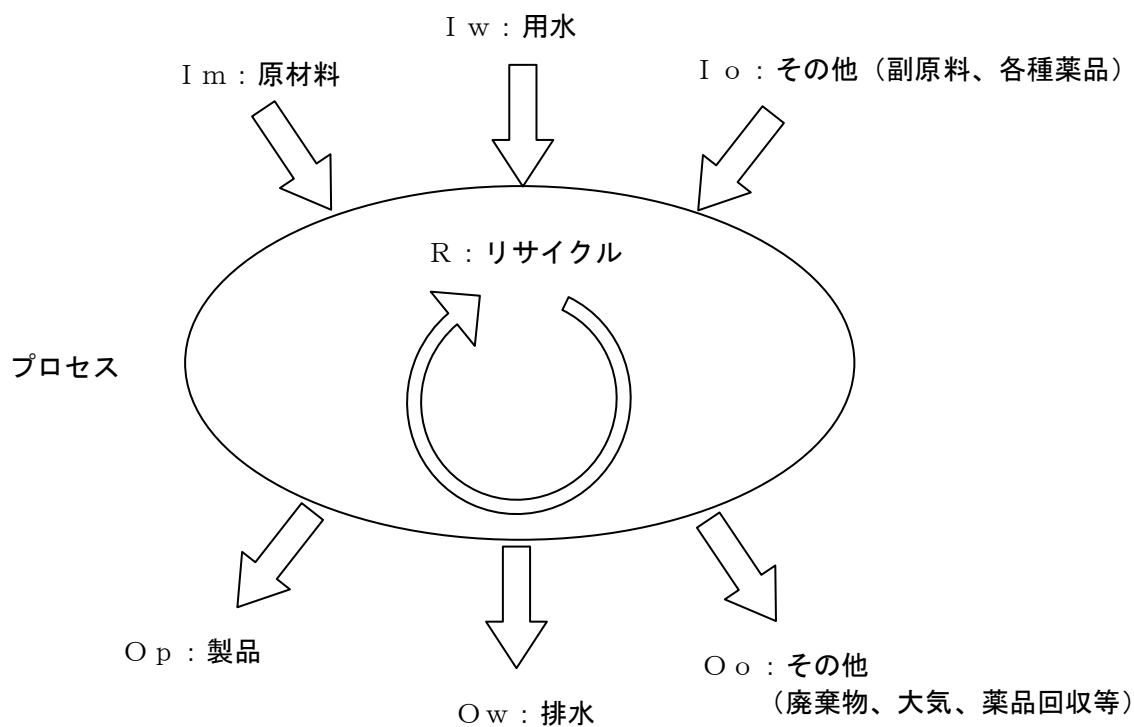 Ｉｗ：用水
Ｉｍ：原材料
Ｉｏ：その他（副原料、各種薬品）
Ｒ：リサイクル
プロセス
Ｏｐ：製品
Ｏｗ：排水
Ｏｏ：その他
（廃棄物、大気、薬品回収等）